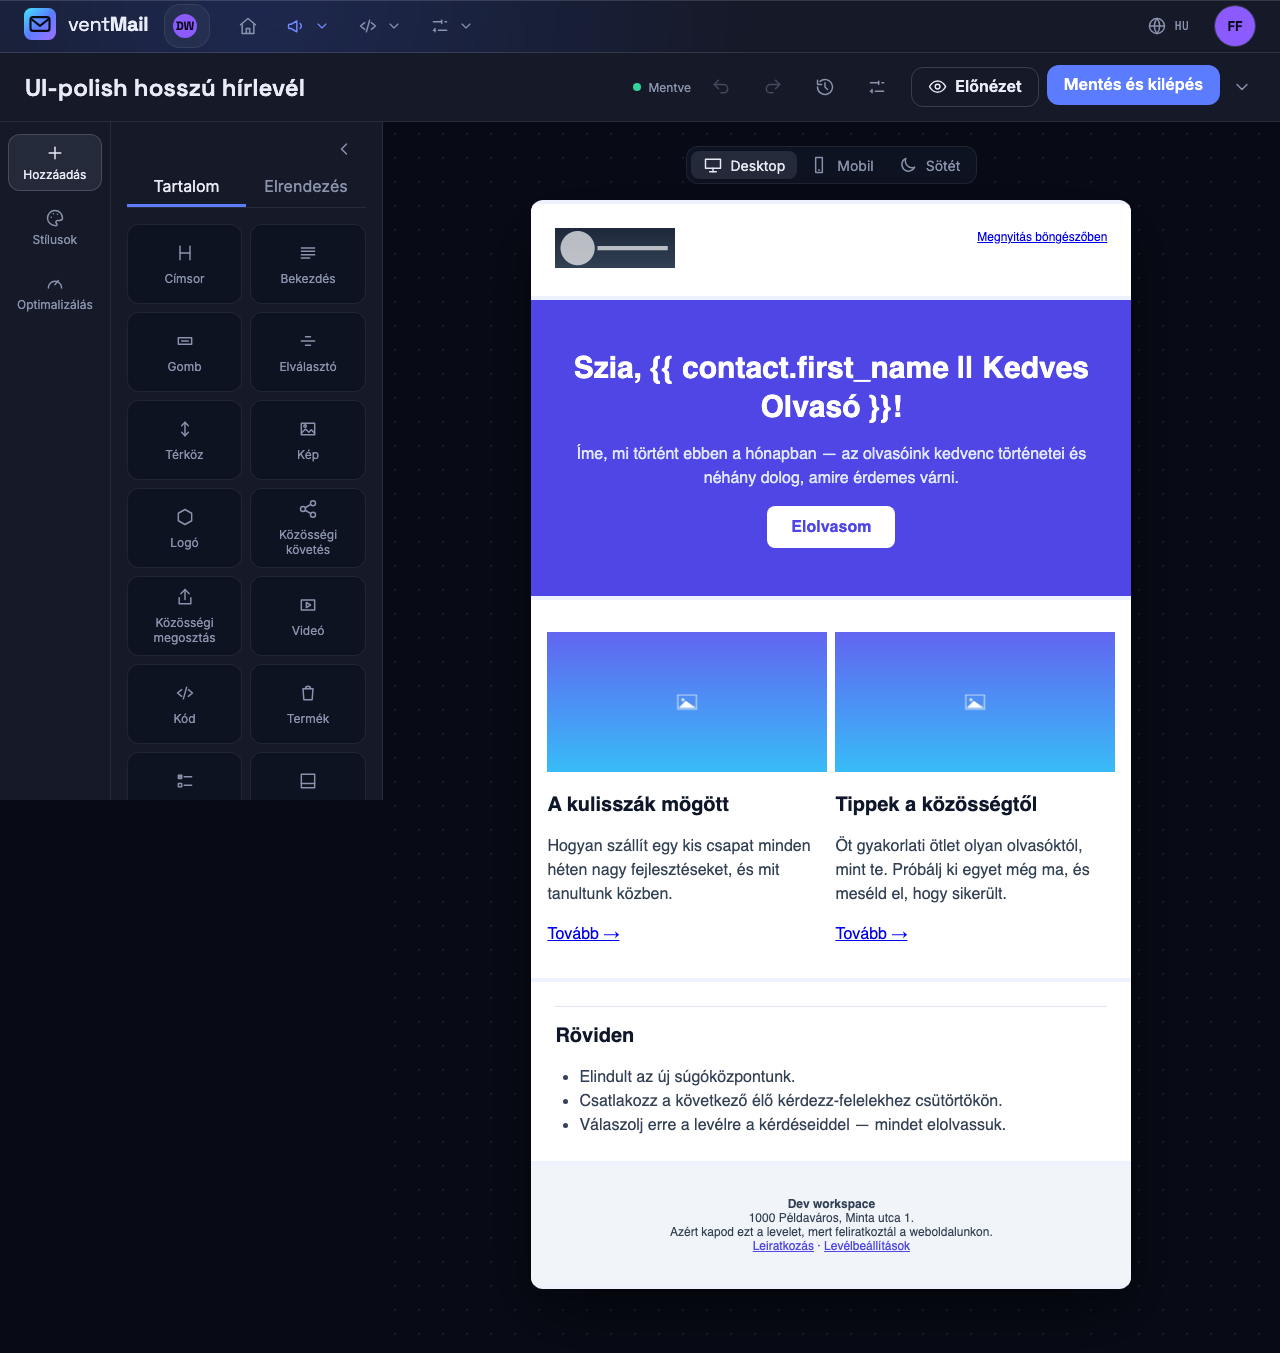 ventMail
DW
HU
FF
UI-polish hosszú hírlevél
Mentve
Előnézet
Mentés és kilépés
Hozzáadás
Stílusok
Optimalizálás
Tartalom
Elrendezés
Címsor
Bekezdés
Gomb
Elválasztó
Térköz
Kép
Logó
Közösségi
követés
Közösségi
megosztás
Videó
Kód
Termék
Desktop
Mobil
Sötét
Megnyitás böngészőben
Szia, {{ contact.first_name || Kedves
Olvasó }}!
Íme, mi történt ebben a hónapban — az olvasóink kedvenc történetei és
néhány dolog, amire érdemes várni.
Elolvasom
A kulisszák mögött
Hogyan szállít egy kis csapat minden
héten nagy fejlesztéseket, és mit
tanultunk közben.
Tovább →
Tippek a közösségtől
Öt gyakorlati ötlet olyan olvasóktól,
mint te. Próbálj ki egyet még ma, és
meséld el, hogy sikerült.
Tovább →
Röviden
• Elindult az új súgóközpontunk.
• Csatlakozz a következő élő kérdezz-felelekhez csütörtökön.
• Válaszolj erre a levélre a kérdéseiddel — mindet elolvassuk.
Dev workspace
1000 Példaváros, Minta utca 1.
Azért kapod ezt a levelet, mert feliratkoztál a weboldalunkon.
Leiratkozás · Levélbeállítások